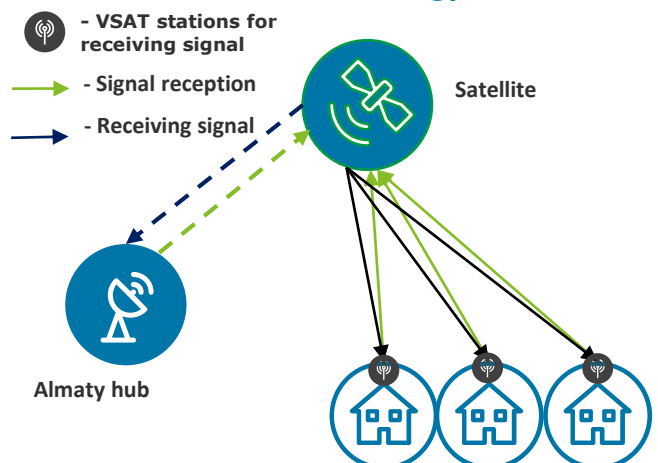 - VSAT stations for
receiving signal
- Signal reception
- Receiving signal
Satellite
Almaty hub